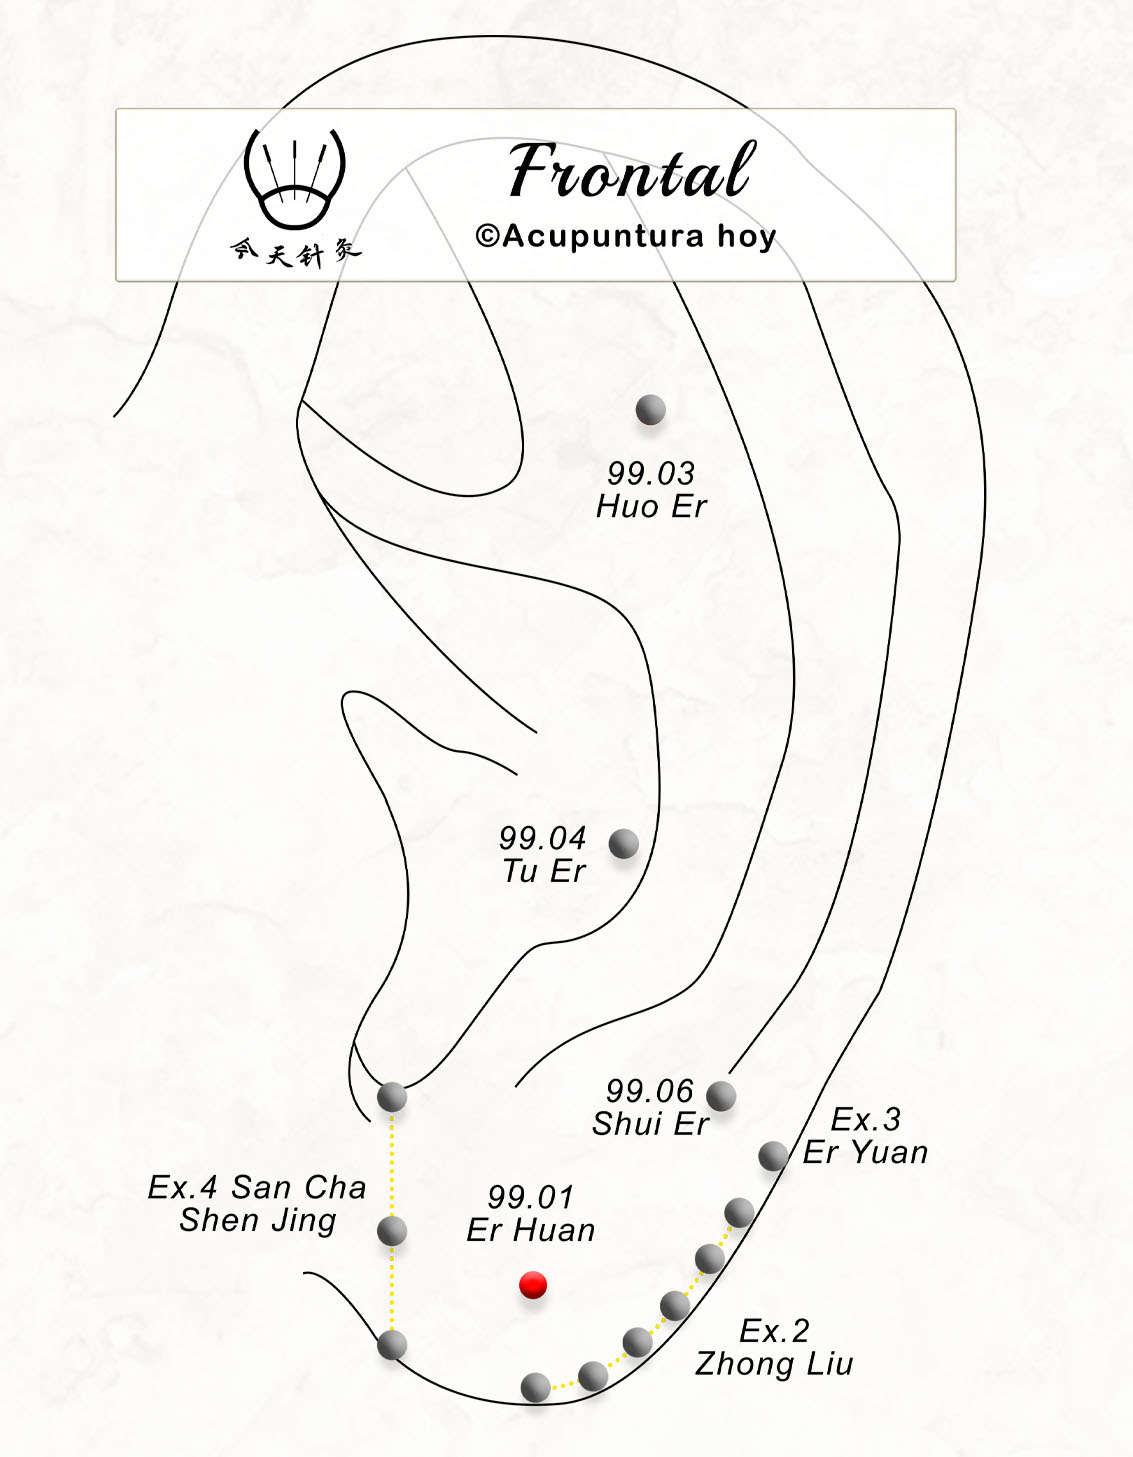 Frontal
©Acupuntura hoy
今天针灸
99.03
Huo Er
99.04
Tu Er
99.06
Shui Er
Ex.3
Er Yuan
Ex.4 San Cha
Shen Jing
99.01
Er Huan
Ex.2
Zhong Liu